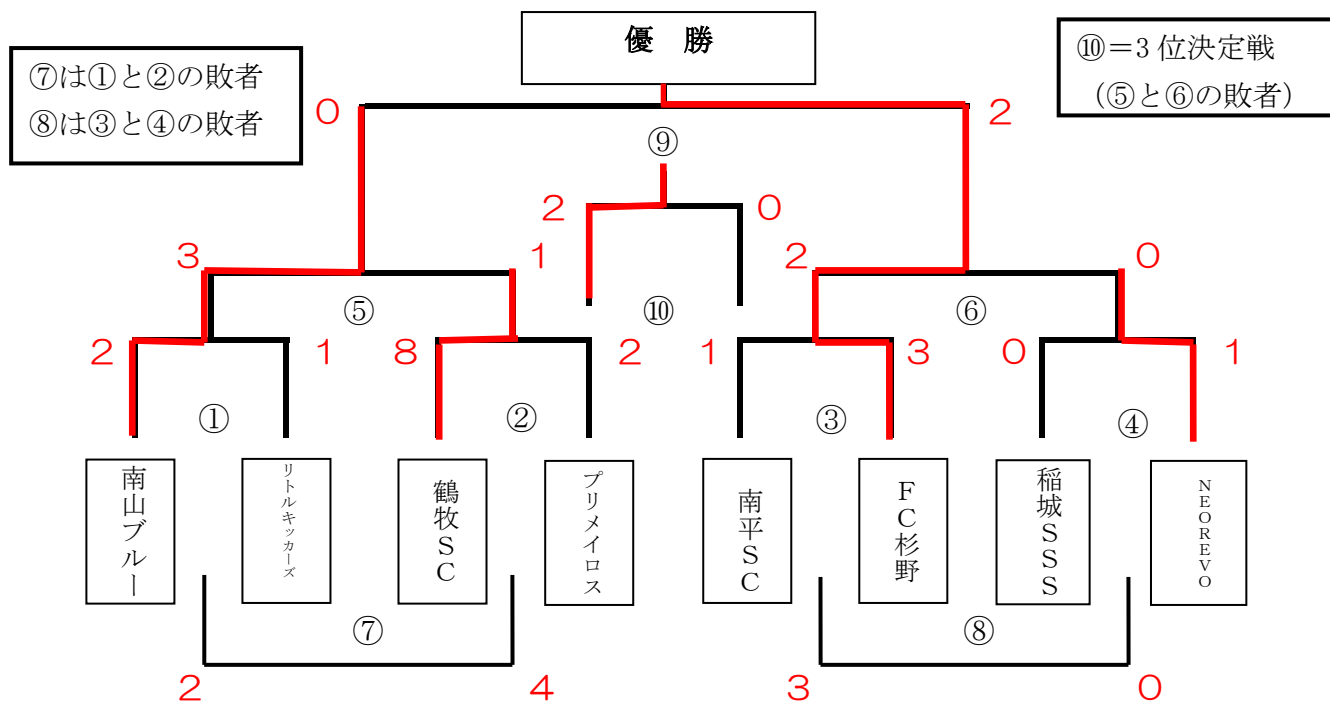 優　勝
⑦は①と②の敗者
⑧は③と④の敗者
⑩＝3 位決定戦
（⑤と⑥の敗者）
0
2
⑨
2
0
3
1
2
0
⑤
⑩
⑥
2
1
8
2
1
3
0
1
①
②
③
④
南山ブルー
リトルキッカーズ
鶴牧ＳＣ
プリメイロス
南平ＳＣ
ＦＣ杉野
稲城ＳＳＳ
ＮＥＯＲＥＶＯ
⑦
⑧
2
4
3
0